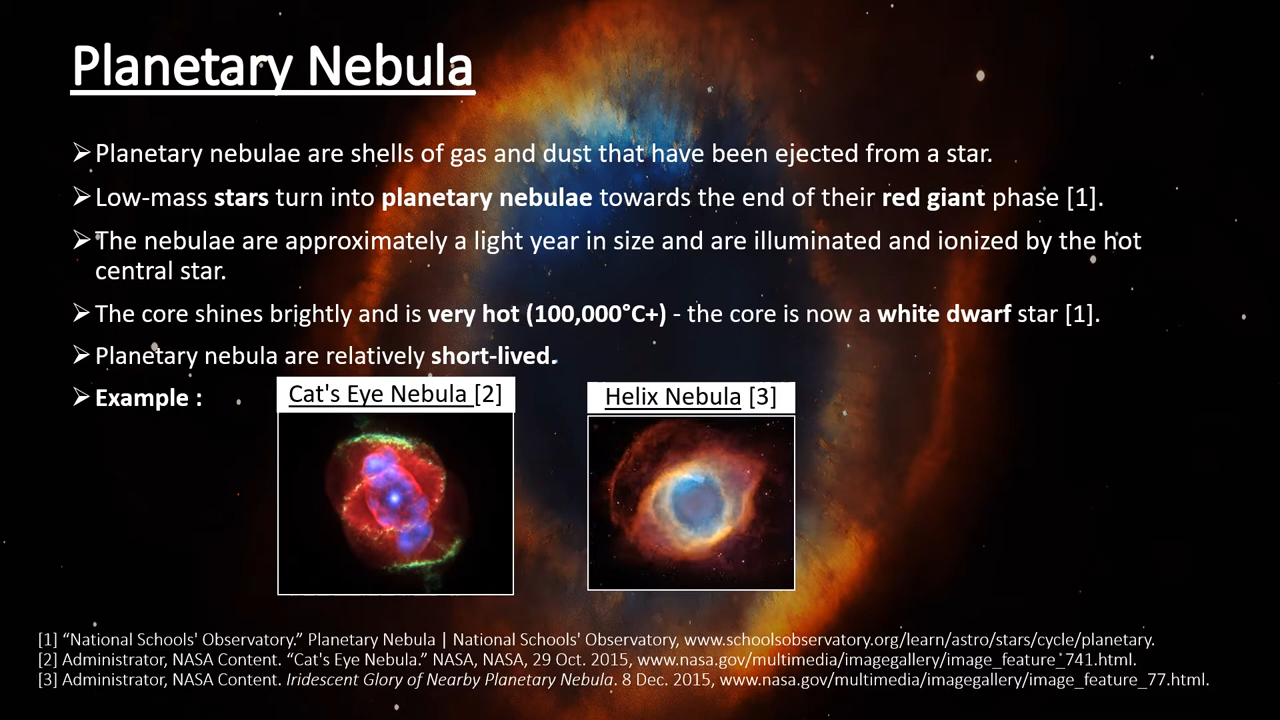 Planetary Nebula
➢Planetary nebulae are shells of gas and dust that have been ejected from a star.
➢Low-mass stars turn into planetary nebulae towards the end of their red giant phase [1].
➢The nebulae are approximately a light year in size and are illuminated and ionized by the hot
central star.
➢The core shines brightly and is very hot (100,000°C+) - the core is now a white dwarf star [1].
➢Planetary nebula are relatively short-lived.
➢Example :
Cat's Eye Nebula [2]
Helix Nebula [3]
[1] “National Schools' Observatory.” Planetary Nebula | National Schools' Observatory, www.schoolsobservatory.org/learn/astro/stars/cycle/planetary.
[2] Administrator, NASA Content. “Cat's Eye Nebula.” NASA, NASA, 29 Oct. 2015, www.nasa.gov/multimedia/imagegallery/image_feature_741.html.
[3] Administrator, NASA Content. Iridescent Glory of Nearby Planetary Nebula. 8 Dec. 2015, www.nasa.gov/multimedia/imagegallery/image_feature_77.html.